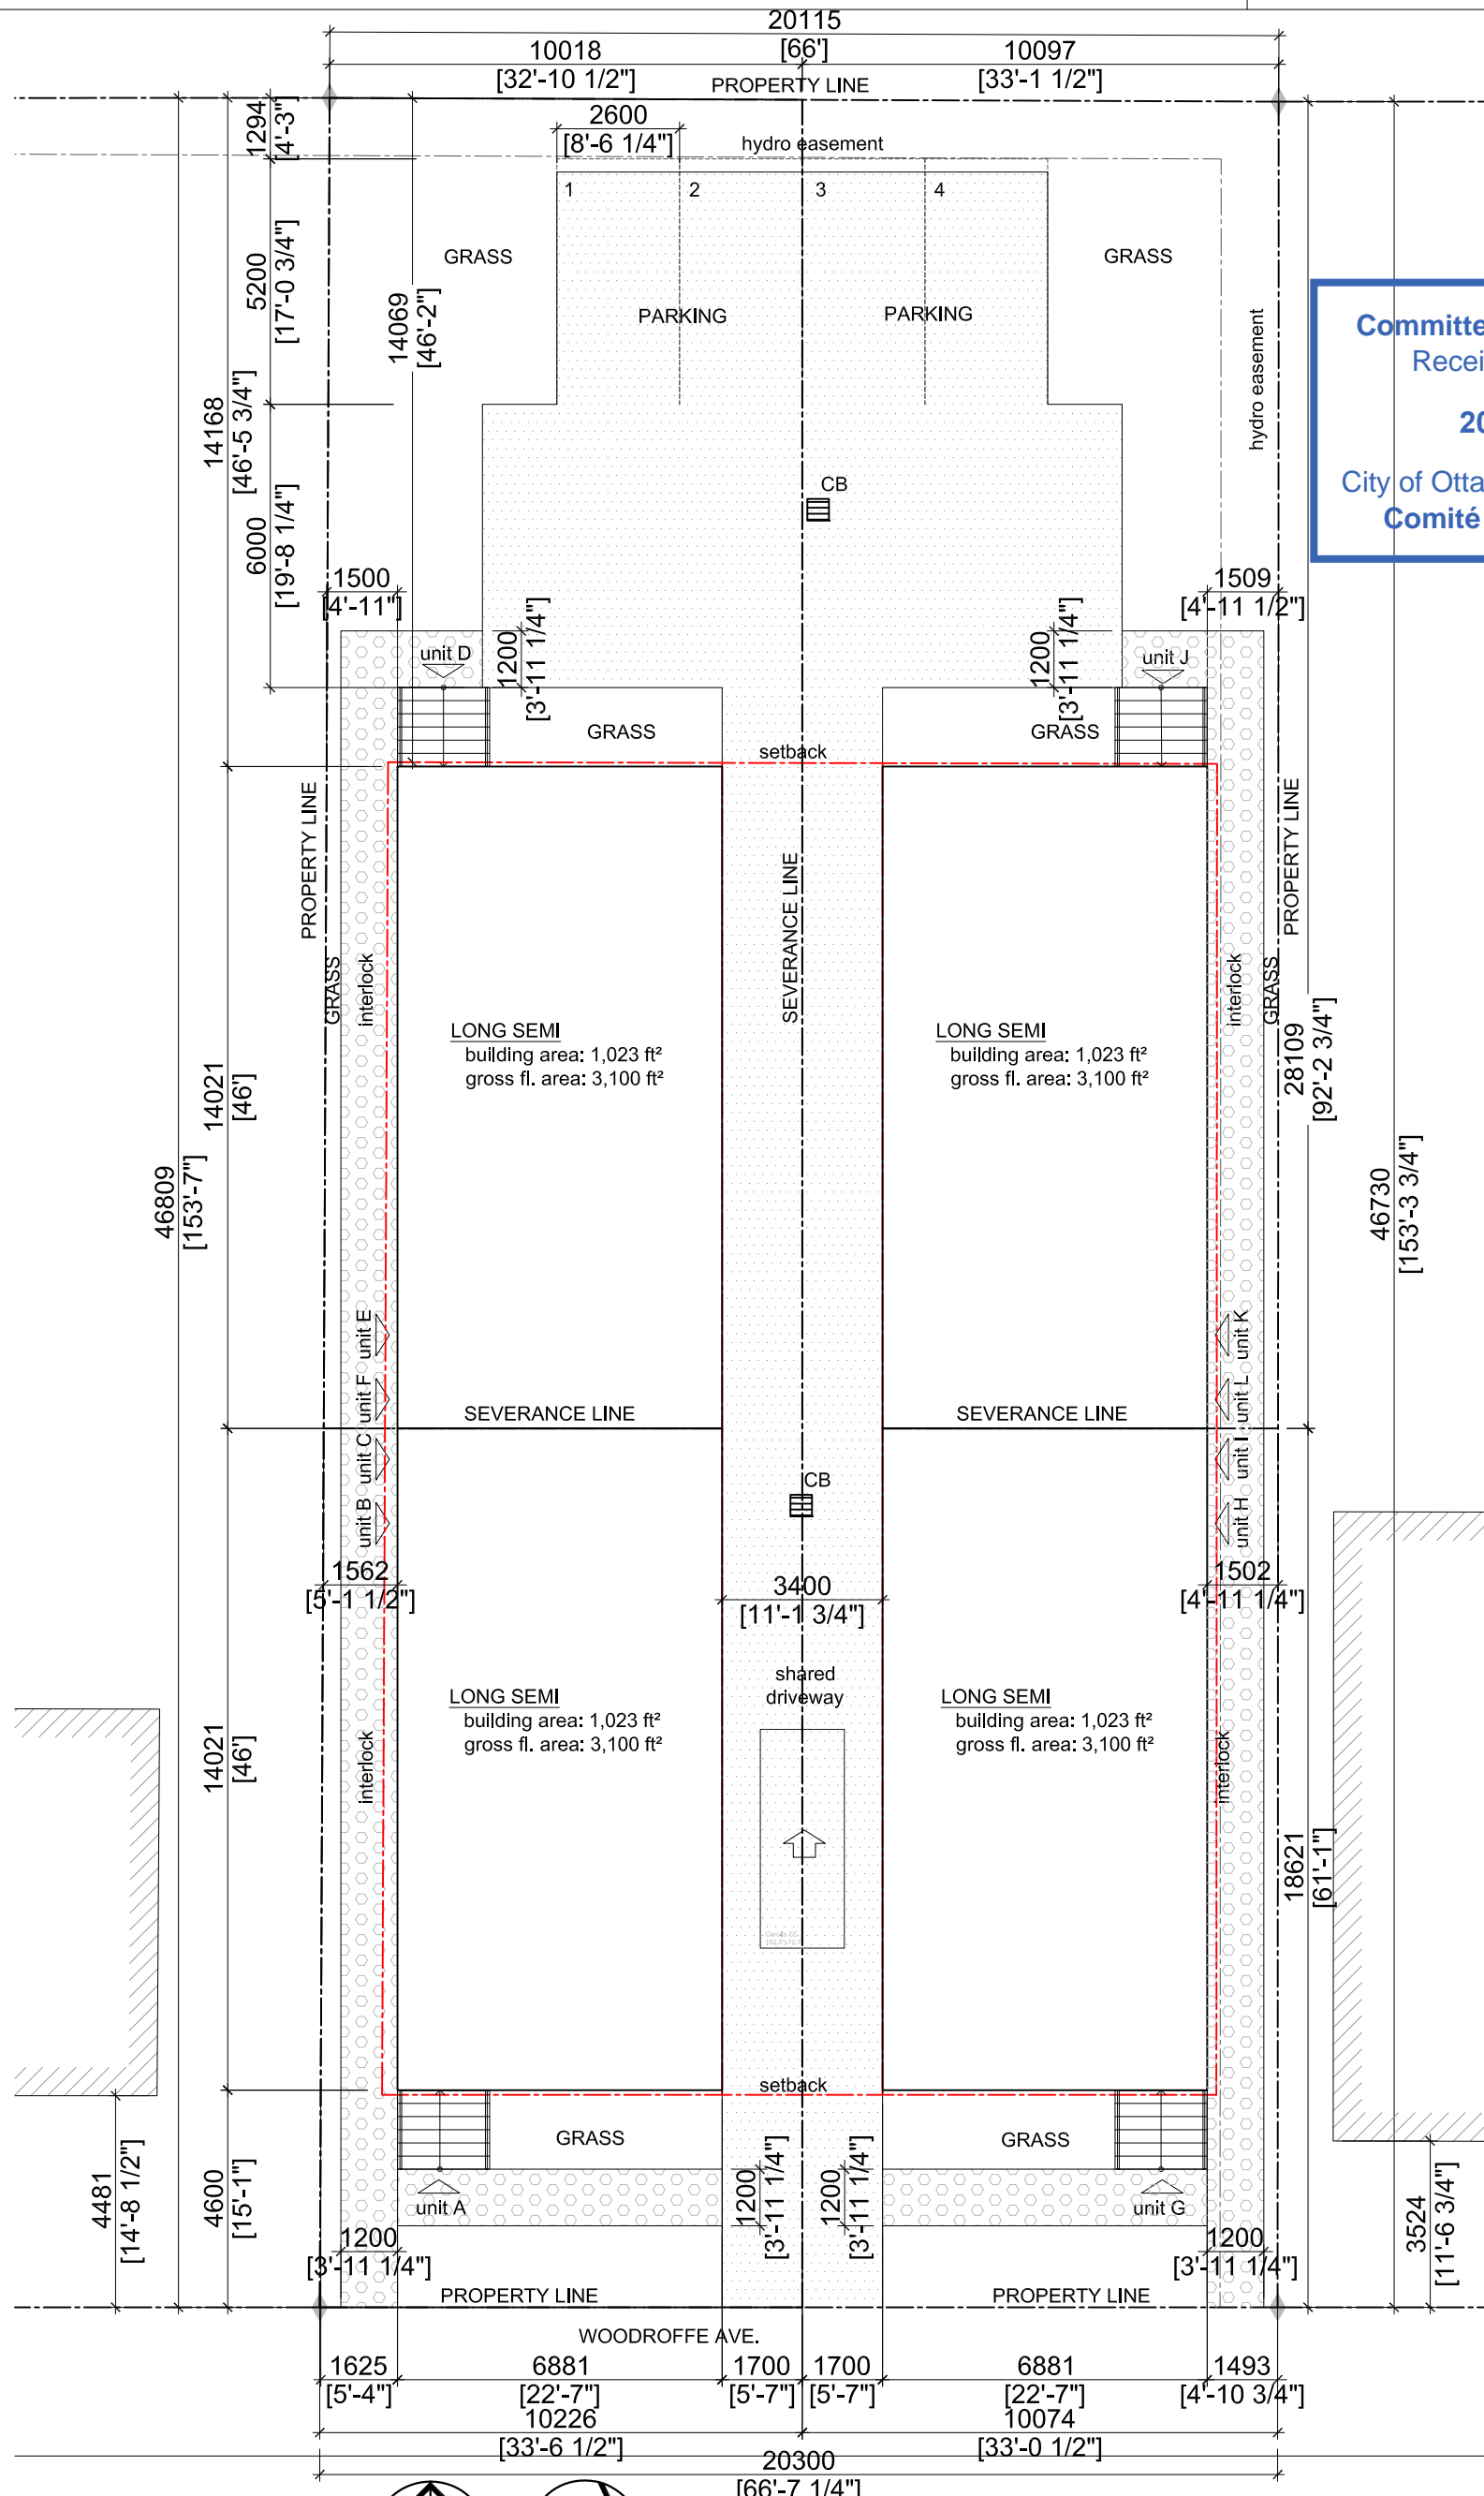 20115
[66']
10018
[32'-10 1/2"]
10097
[33'-1 1/2"]
PROPERTY LINE
1294
[4'-3"]
2600
[8'-6 1/4"]
hydro easement
1
2
3
4
GRASS
GRASS
5200
[17'-0 3/4"]
14069
[46'-2"]
PARKING
PARKING
hydro easement
Committe
Recei
20
City of Otta
Comité
14168
[46'-5 3/4"]
CB
6000
[19'-8 1/4"]
1500
[4'-11"]
1509
[4'-11 1/2"]
1200
[3'-11 1/4"]
1200
[3'-11 1/4"]
unit D
unit J
GRASS
GRASS
setback
PROPERTY LINE
SEVERANCE LINE
PROPERTY LINE
GRASS
interlock
interlock
GRASS
LONG SEMI
building area: 1,023 ft²
gross fl. area: 3,100 ft²
LONG SEMI
building area: 1,023 ft²
gross fl. area: 3,100 ft²
28109
[92'-2 3/4"]
14021
[46']
46809
[153'-7"]
46730
[153'-3 3/4"]
unit E
unit F
unit C
unit B
unit K
unit L
unit I
unit H
SEVERANCE LINE
SEVERANCE LINE
CB
1562
[5'-1 1/2"]
3400
[11'-1 3/4"]
1502
[4'-11 1/4"]
shared
driveway
LONG SEMI
building area: 1,023 ft²
gross fl. area: 3,100 ft²
LONG SEMI
building area: 1,023 ft²
gross fl. area: 3,100 ft²
14021
[46']
interlock
interlock
18621
[61'-1"]
setback
GRASS
GRASS
4481
[14'-8 1/2"]
4600
[15'-1"]
1200
[3'-11 1/4"]
1200
[3'-11 1/4"]
unit A
unit G
3524
[11'-6 3/4"]
1200
[3'-11 1/4"]
1200
[3'-11 1/4"]
PROPERTY LINE
PROPERTY LINE
WOODROFFE AVE.
1625
[5'-4"]
6881
[22'-7"]
1700
[5'-7"]
1700
[5'-7"]
6881
[22'-7"]
1493
[4'-10 3/4"]
10226
[33'-6 1/2"]
10074
[33'-0 1/2"]
20300
[66'-7 1/4"]